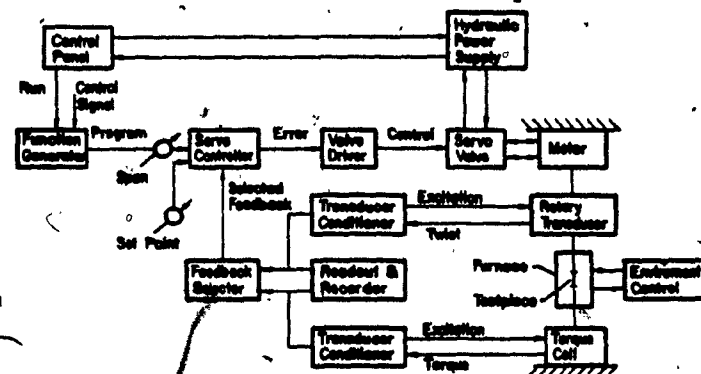 Control
Panel
Hydraulic
Power
Supply
Run
Control
Signal
Function
Generator
Program
Span
Set Point
Servo
Controller
Error
Valve
Driver
Control
Servo
Valve
Motor
Selected
Feedback
Transducer
Conditioner
Excitation
Twist
Rotary
Transducer
Feedback
Selector
Readout &
Recorder
Furnace
Testpiece
Enviroment
Control
Transducer
Conditioner
Excitation
Torque
Torque
Cell